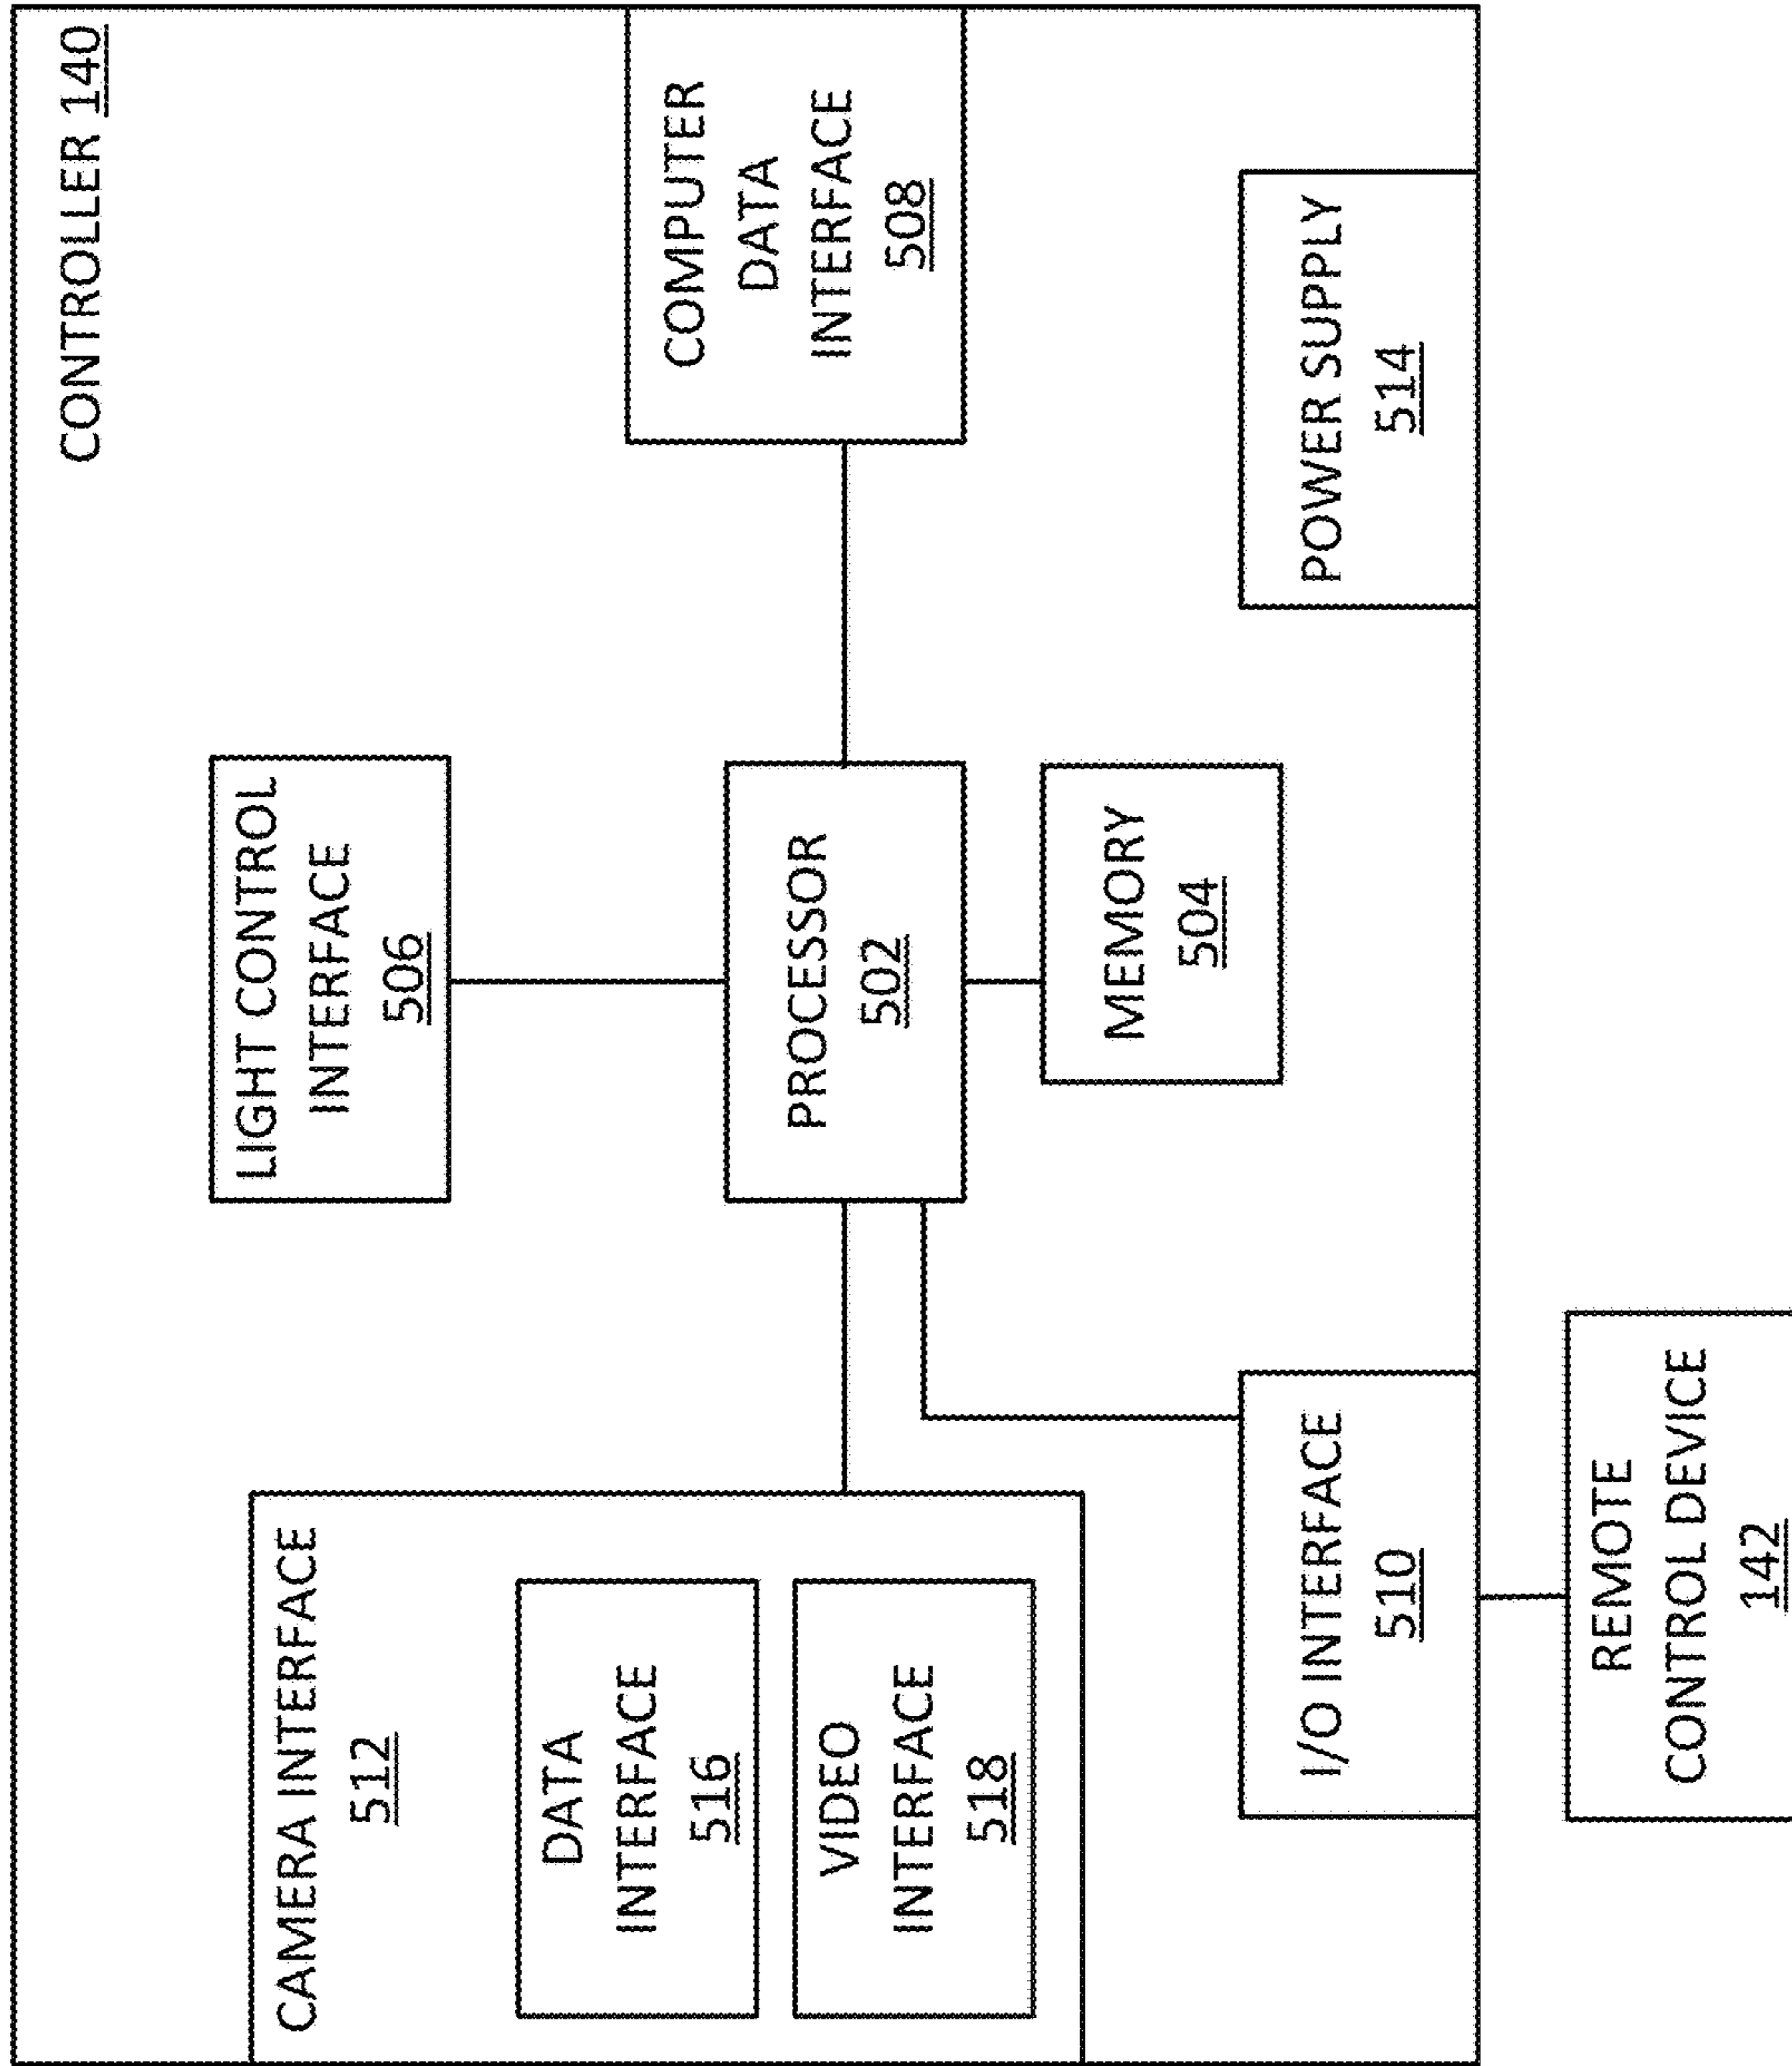 CONTROLLER 140
CAMERA INTERFACE
512
DATA
INTERFACE
516
VIDEO
INTERFACE
518
LIGHT CONTROL
INTERFACE
506
PROCESSOR
502
MEMORY
504
COMPUTER
DATA
INTERFACE
508
I/O INTERFACE
510
POWER SUPPLY
514
REMOTE
CONTROL DEVICE
142